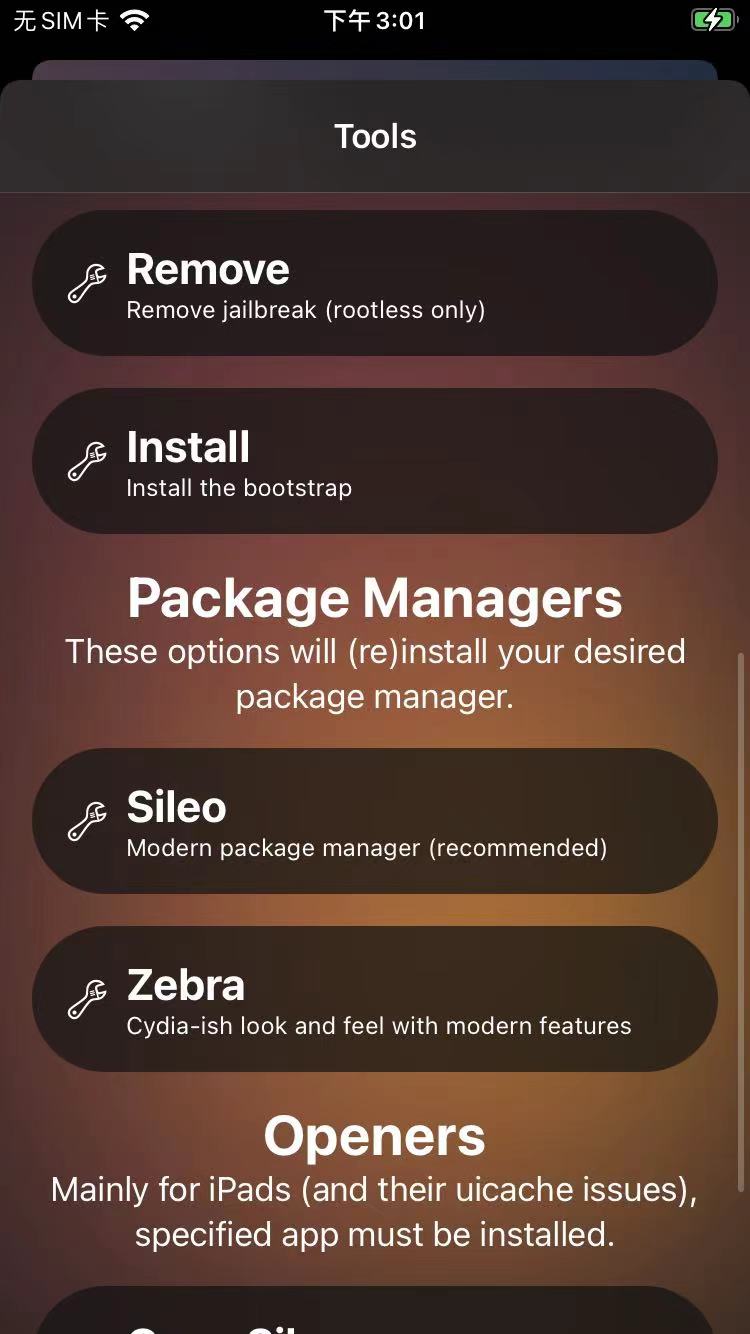 无SIM卡 下午3:01
Tools
Remove
Remove jailbreak (rootless only)
Install
Install the bootstrap
Package Managers
These options will (re)install your desired
package manager.
Sileo
Modern package manager (recommended)
Zebra
Cydia-ish look and feel with modern features
Openers
Mainly for iPads (and their uicache issues),
specified app must be installed.